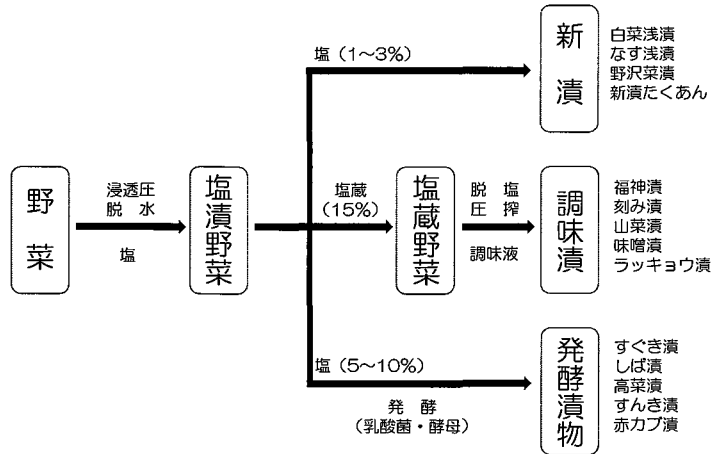 野菜
浸透圧
脱水
塩
塩漬野菜
塩（1〜3%）
新漬
白菜浅漬
なす浅漬
野沢菜漬
新漬たくあん
塩蔵
（15%）
塩蔵野菜
脱塩
圧搾
調味液
調味漬
福神漬
刻み漬
山菜漬
味噌漬
ラッキョウ漬
塩（5〜10%）
発酵
（乳酸菌・酵母）
発酵漬物
すぐき漬
しば漬
高菜漬
すんき漬
赤カブ漬